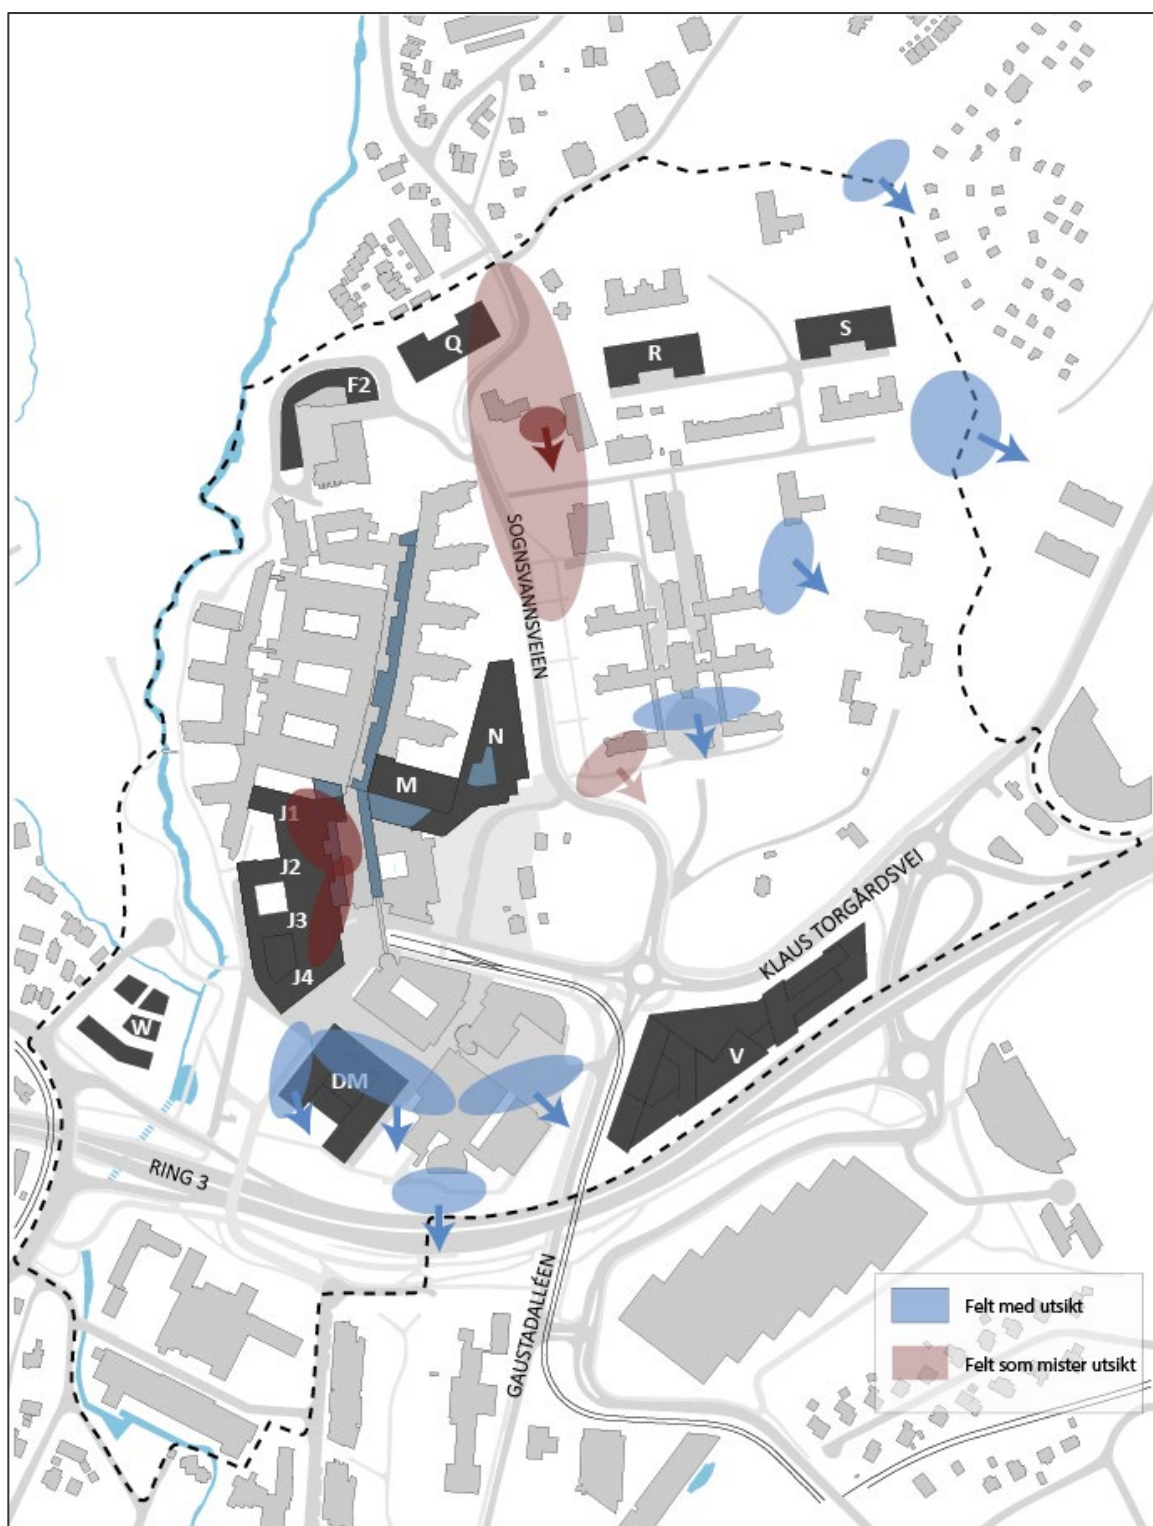 S
R
Q
F2
SOGNSVANNSVEIEN
N
M
J1
J2
J3
J4
KLAUS TORGÅRDSVEI
W
V
DM
RING 3
GAUSTADALLÉEN
Felt med utsikt
Felt som mister utsikt